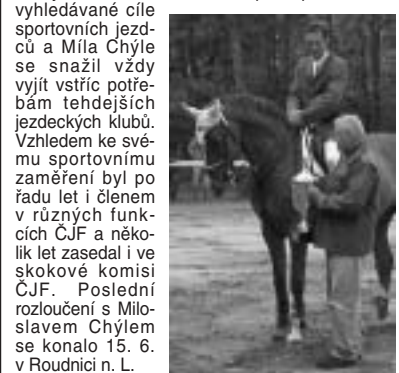 vyhledávané cíle
sportovních jezd-
ců a Míla Chýle
se snažil vždy
vyjít vstříc potře-
bám tehdejších
jezdeckých klubů.
Vzhledem ke své-
mu sportovnímu
zaměření byl po
řadu let i členem
v různých funk-
cích ČJF a něko-
lik let zasedal i ve
skokové komisi
ČJF. Poslední
rozloučení s Milo-
slavem Chýlem
se konalo 15. 6.
v Roudnici n. L.